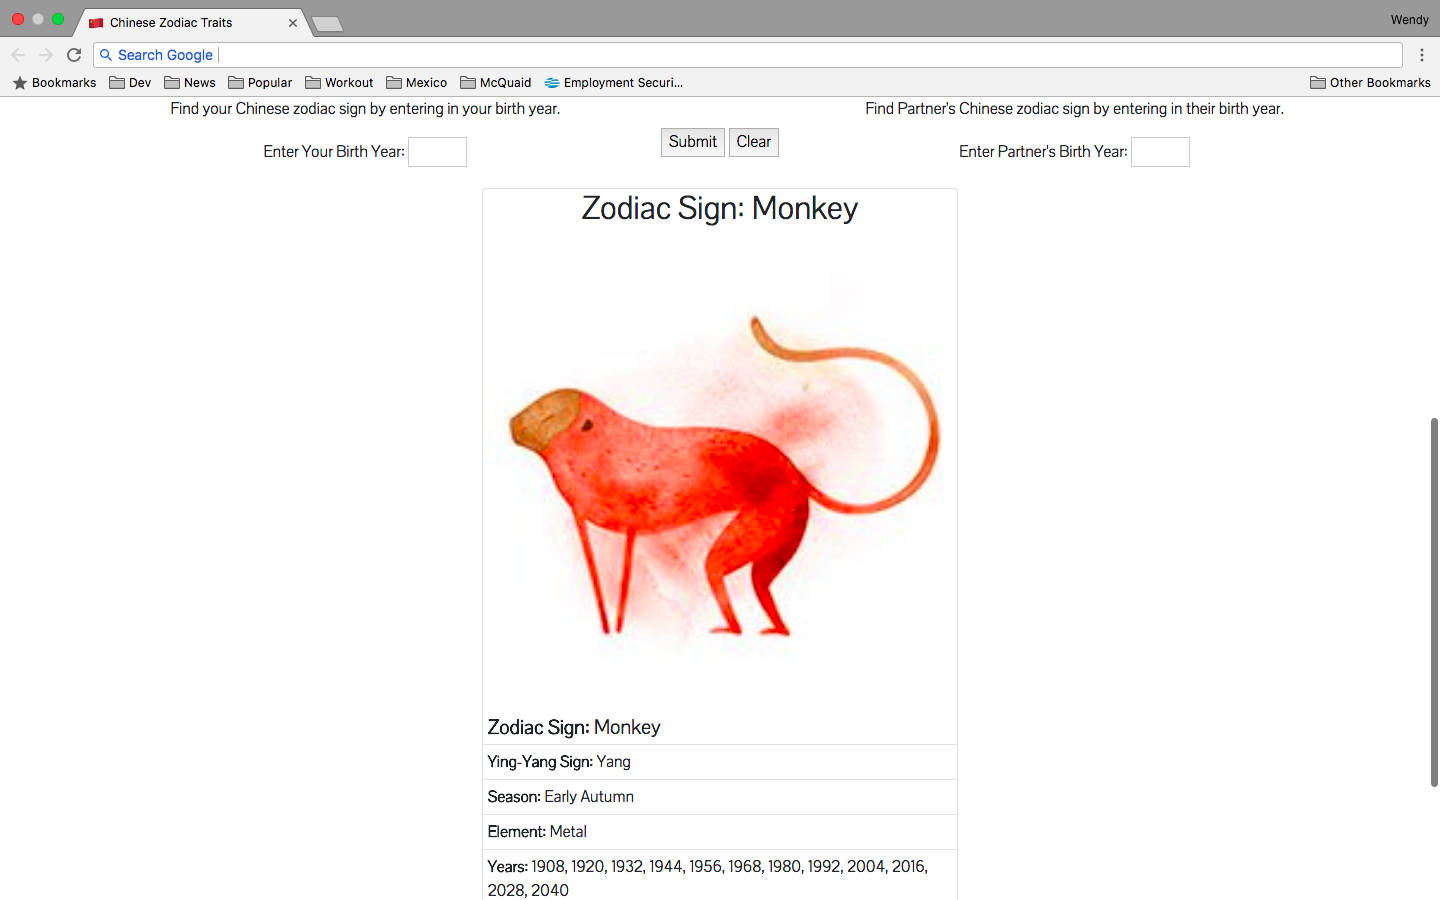 Chinese Zodiac Traits
Wendy
Search Google
Bookmarks Dev News Popular Workout Mexico McQuaid Employment Securi... Other Bookmarks
Find your Chinese zodiac sign by entering in your birth year.
Find Partner's Chinese zodiac sign by entering in their birth year.
Enter Your Birth Year:
Submit Clear
Enter Partner's Birth Year:
Zodiac Sign: Monkey
Zodiac Sign: Monkey
Ying-Yang Sign: Yang
Season: Early Autumn
Element: Metal
Years: 1908, 1920, 1932, 1944, 1956, 1968, 1980, 1992, 2004, 2016,
2028, 2040